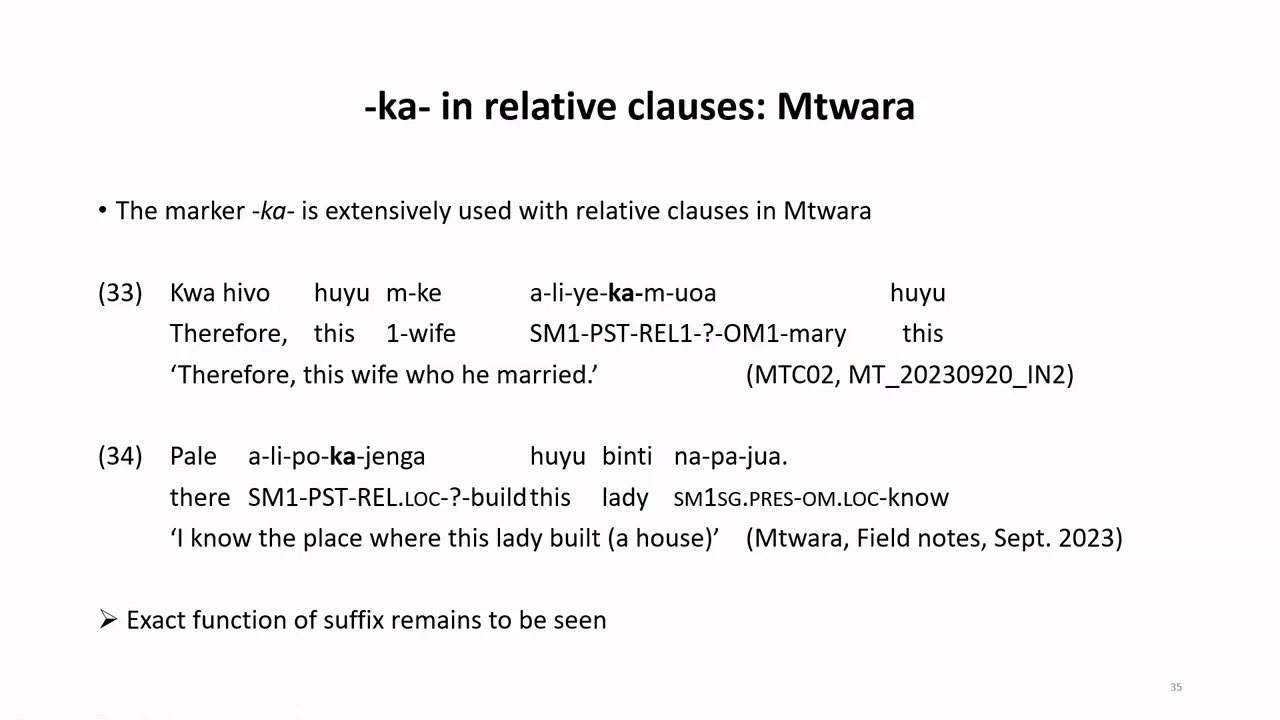 -ka- in relative clauses: Mtwara
• The marker -ka- is extensively used with relative clauses in Mtwara
(33) Kwa hivo huyu m-ke a-li-ye-ka-m-uoa huyu
Therefore, this 1-wife SM1-PST-REL1-?-OM1-mary this
‘Therefore, this wife who he married.’ (MTC02, MT_20230920_IN2)
(34) Pale a-li-po-ka-jenga huyu binti na-pa-jua.
there SM1-PST-REL.LOC-?-build this lady SM1SG.PRES-OM.LOC-know
‘I know the place where this lady built (a house)’ (Mtwara, Field notes, Sept. 2023)
➢ Exact function of suffix remains to be seen
35